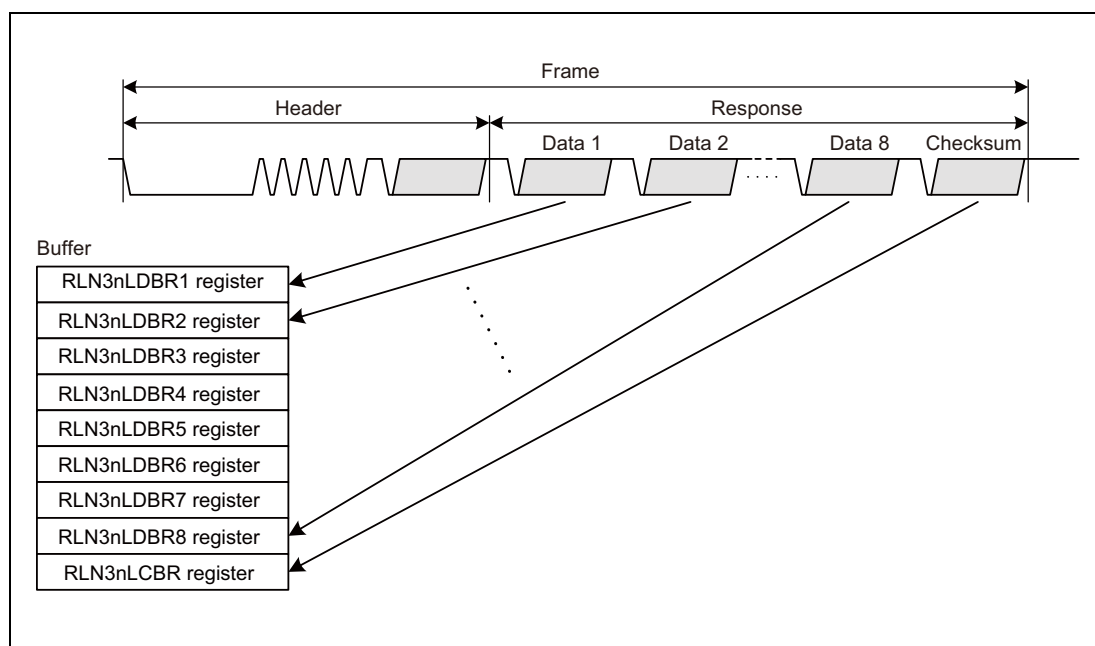 Frame
Header
Response
Data 1
Data 2
Data 8
Checksum
Buffer
RLN3nLDBR1 register
RLN3nLDBR2 register
RLN3nLDBR3 register
RLN3nLDBR4 register
RLN3nLDBR5 register
RLN3nLDBR6 register
RLN3nLDBR7 register
RLN3nLDBR8 register
RLN3nLCBR register